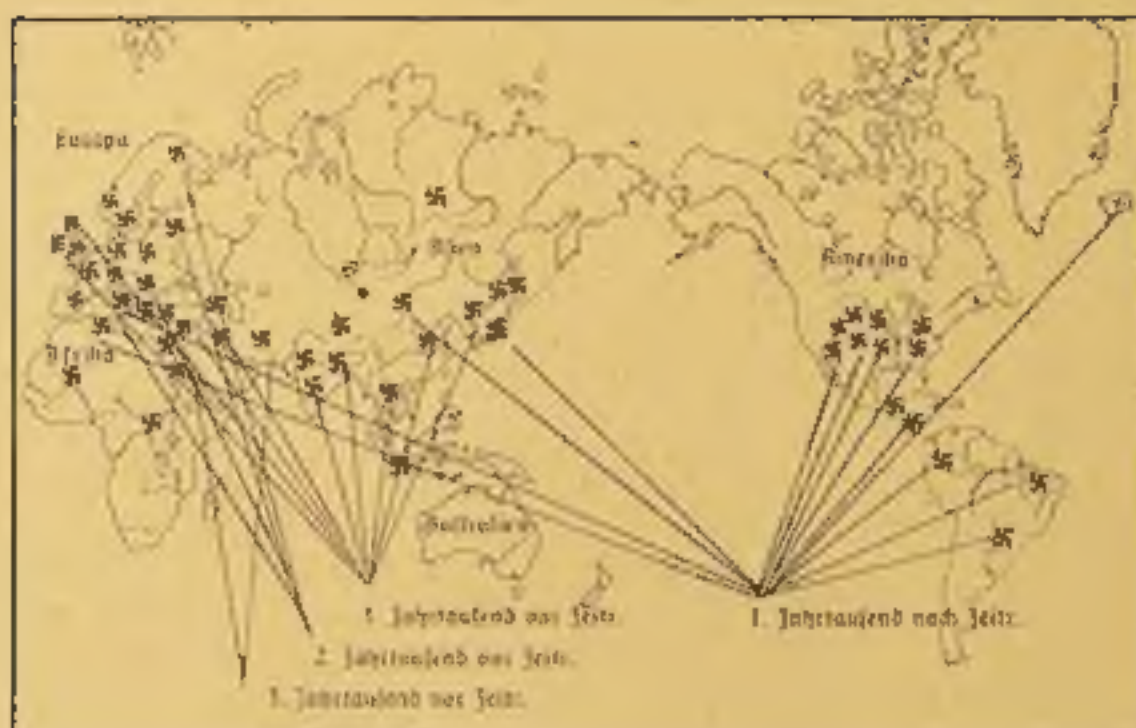 Europa
Asien
Amerika
Afrika
Australien
1. Jahrtausend vor Zeitr.
1. Jahrtausend nach Zeitr.
2. Jahrtausend vor Zeitr.
3. Jahrtausend vor Zeitr.